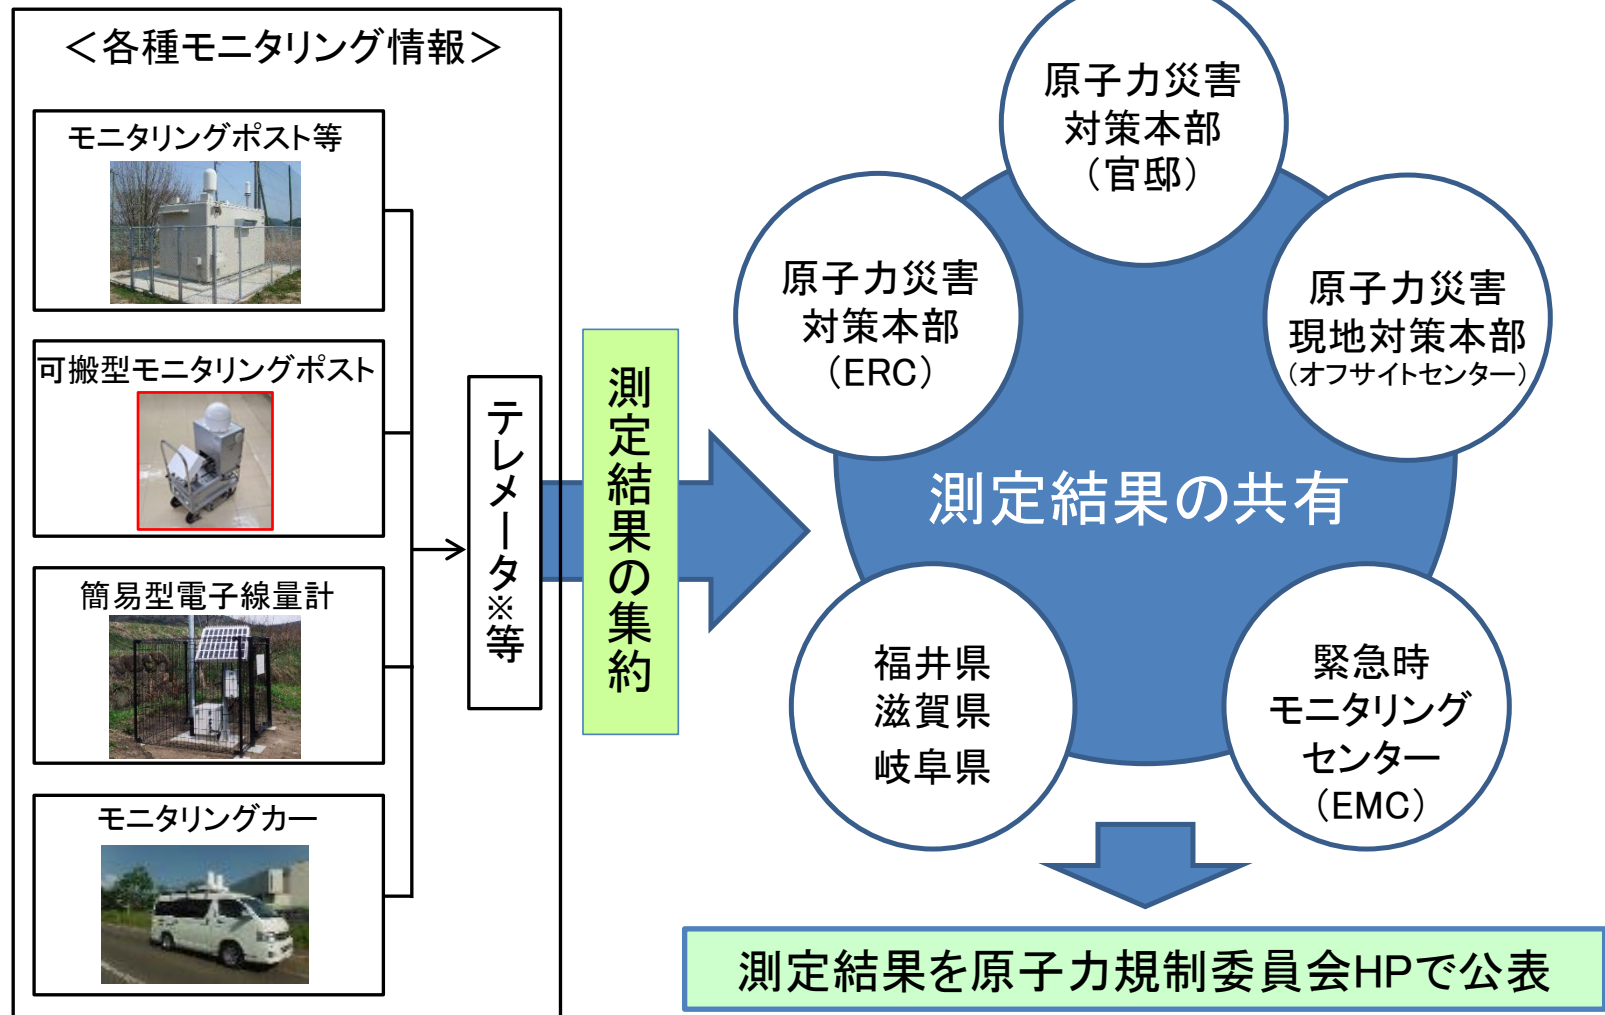 ＜各種モニタリング情報＞
モニタリングポスト等
可搬型モニタリングポスト
簡易型電子線量計
モニタリングカー
テレメータ※等
測定結果の集約
原子力災害
対策本部
（官邸）
原子力災害
対策本部
（ERC）
原子力災害
現地対策本部
（オフサイトセンター）
測定結果の共有
福井県
滋賀県
岐阜県
緊急時
モニタリング
センター
（EMC）
測定結果を原子力規制委員会HPで公表